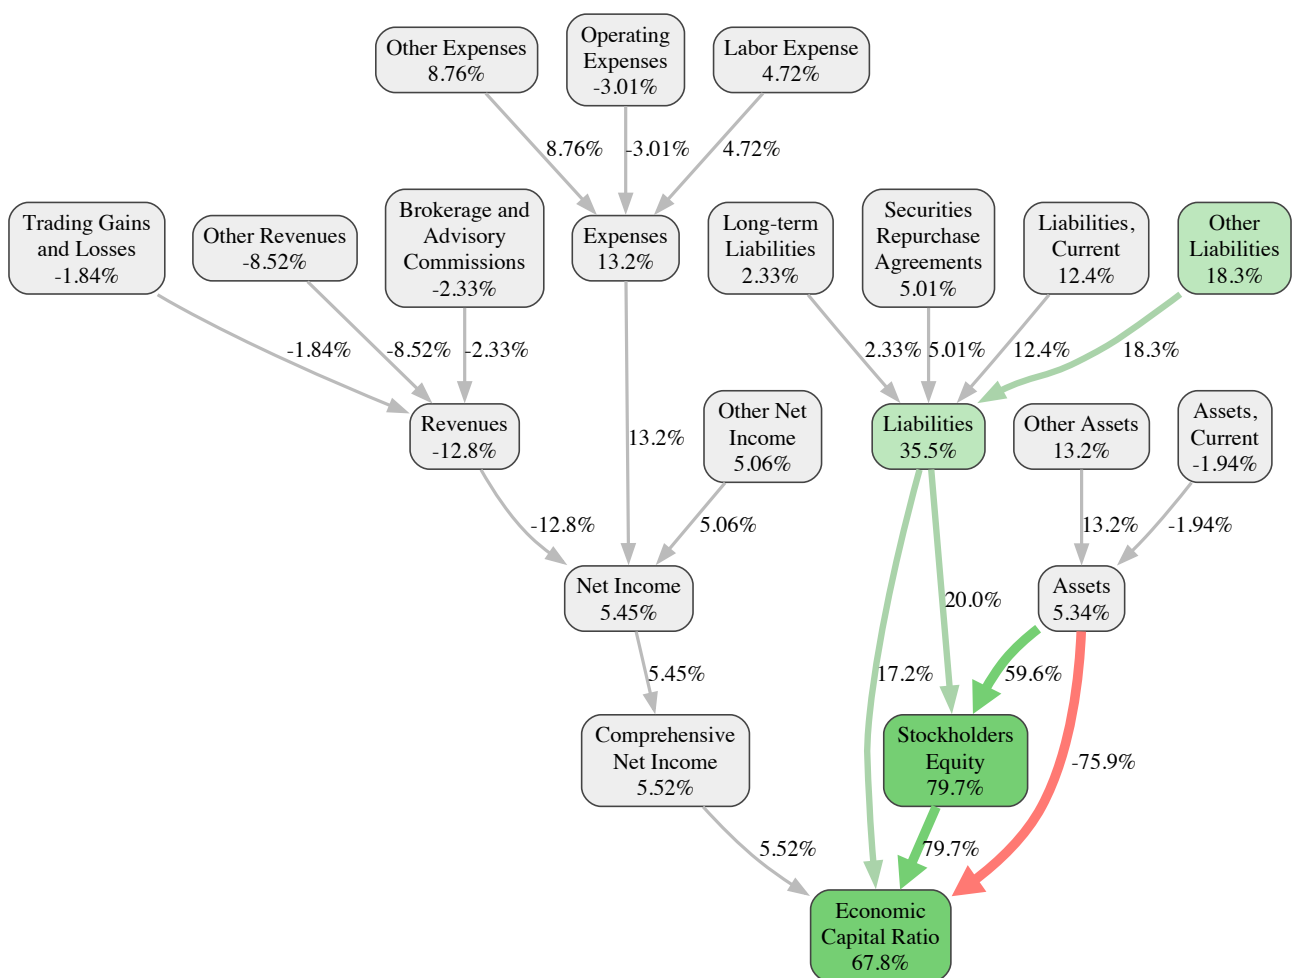 Other Expenses
8.76%
Operating
Expenses
-3.01%
Labor Expense
4.72%
8.76%
-3.01%
4.72%
Trading Gains
and Losses
-1.84%
Other Revenues
-8.52%
Brokerage and
Advisory
Commissions
-2.33%
Expenses
13.2%
Long-term
Liabilities
2.33%
Securities
Repurchase
Agreements
5.01%
Liabilities,
Current
12.4%
Other
Liabilities
18.3%
-1.84%
-8.52%
-2.33%
2.33%
5.01%
12.4%
18.3%
Revenues
-12.8%
13.2%
Other Net
Income
5.06%
Liabilities
35.5%
Other Assets
13.2%
Assets,
Current
-1.94%
-12.8%
5.06%
13.2%
-1.94%
Net Income
5.45%
20.0%
Assets
5.34%
5.45%
17.2%
59.6%
Comprehensive
Net Income
5.52%
Stockholders
Equity
79.7%
-75.9%
5.52%
79.7%
Economic
Capital Ratio
67.8%